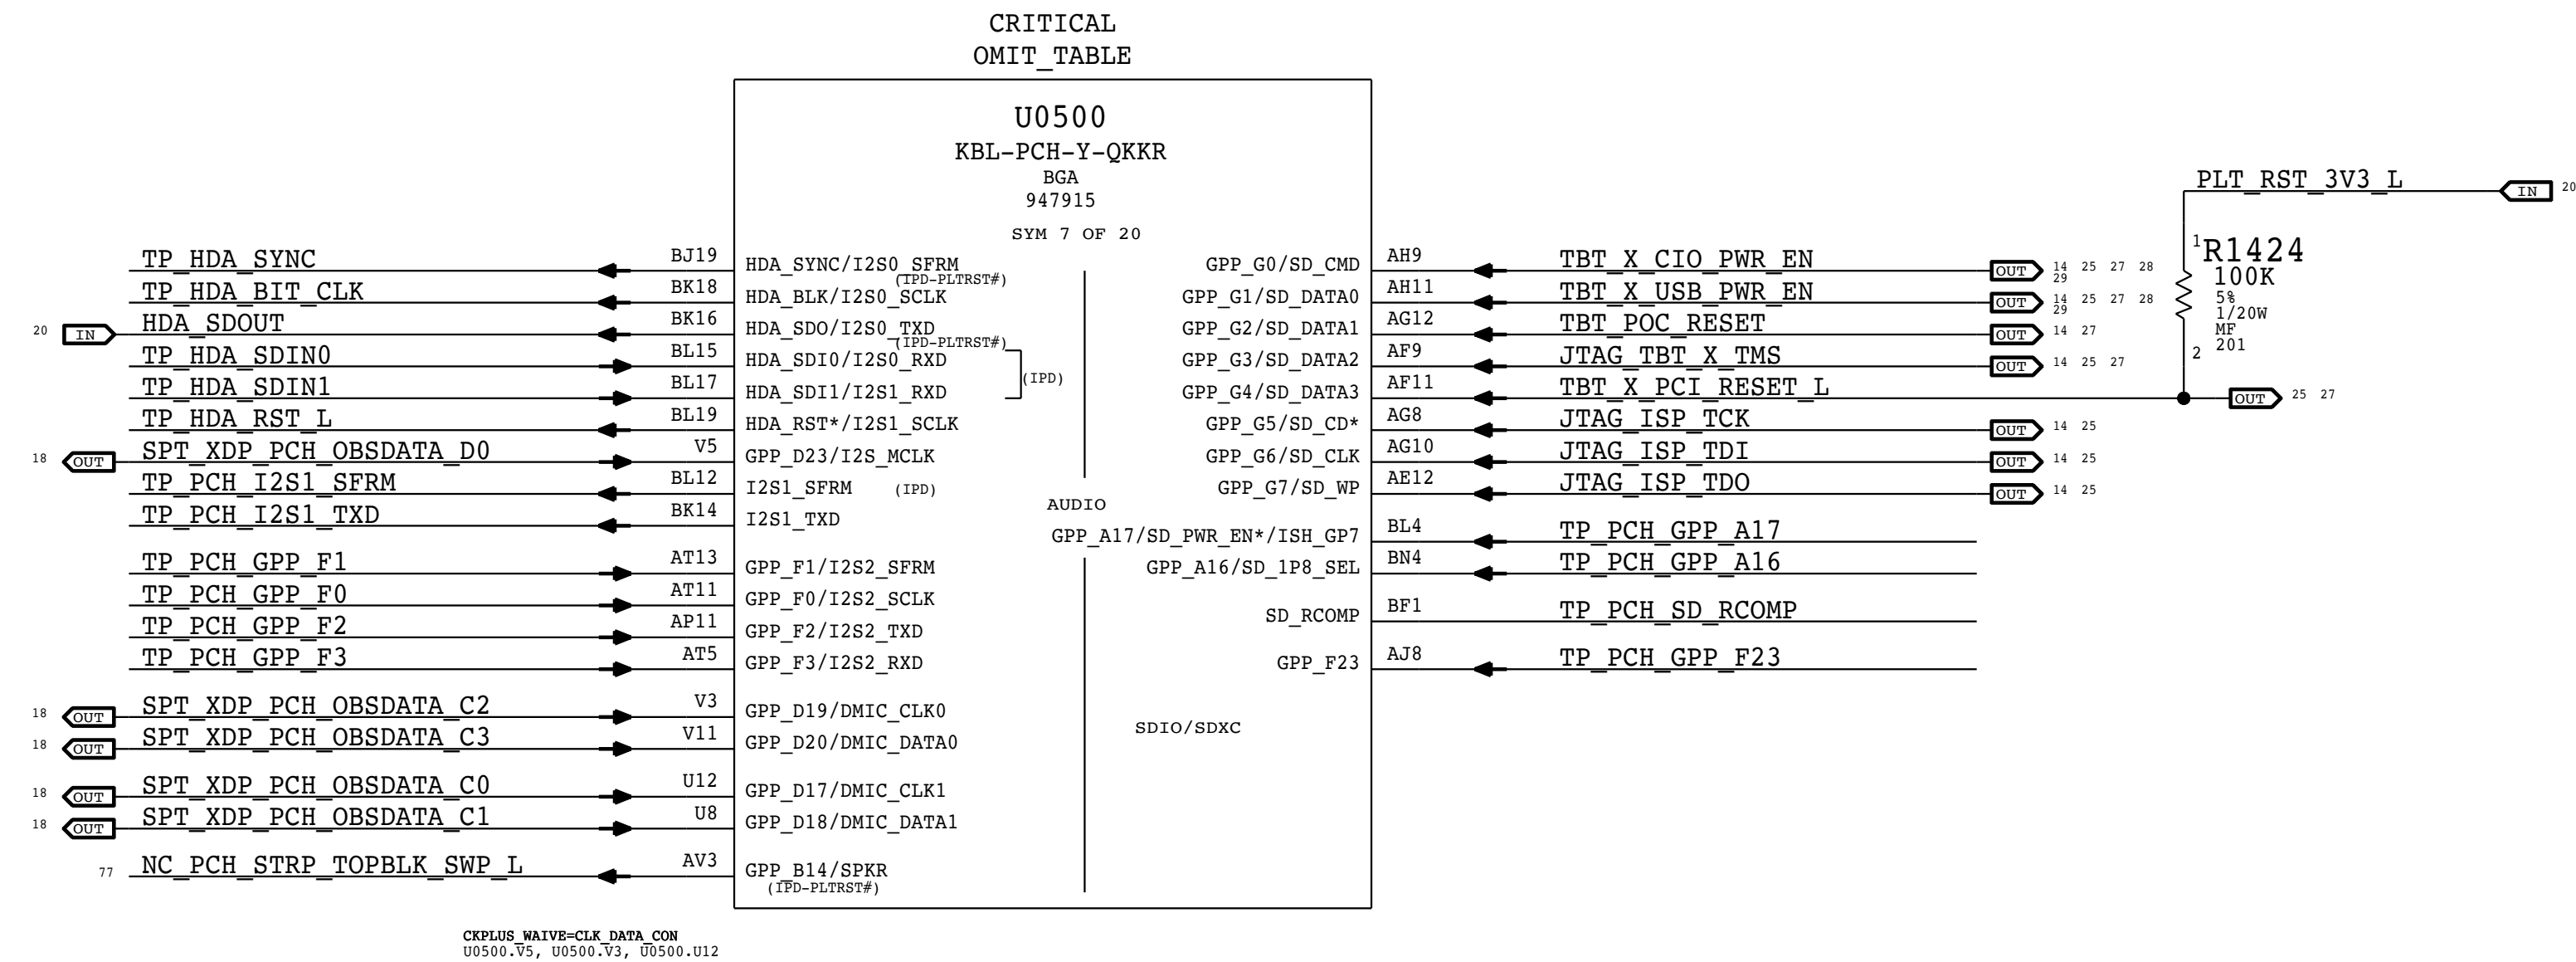 CRITICAL
OMIT_TABLE
U0500
KBL-PCH-Y-QKKR
BGA
947915
SYM 7 OF 20
TP_HDA_SYNC BJ19 HDA_SYNC/I2S0_SFRM
(IPD-PLTRST#)
TP_HDA_BIT_CLK BK18 HDA_BLK/I2S0_SCLK
20 IN HDA_SDOUT BK16 HDA_SDO/I2S0_TXD
(IPD-PLTRST#)
TP_HDA_SDIN0 BL15 HDA_SDI0/I2S0_RXD
(IPD)
TP_HDA_SDIN1 BL17 HDA_SDI1/I2S1_RXD
TP_HDA_RST_L BL19 HDA_RST*/I2S1_SCLK
18 OUT SPT_XDP_PCH_OBSDATA_D0 V5 GPP_D23/I2S_MCLK
TP_PCH_I2S1_SFRM BL12 I2S1_SFRM (IPD)
TP_PCH_I2S1_TXD BK14 I2S1_TXD
TP_PCH_GPP_F1 AT13 GPP_F1/I2S2_SFRM
TP_PCH_GPP_F0 AT11 GPP_F0/I2S2_SCLK
TP_PCH_GPP_F2 AP11 GPP_F2/I2S2_TXD
TP_PCH_GPP_F3 AT5 GPP_F3/I2S2_RXD
18 OUT SPT_XDP_PCH_OBSDATA_C2 V3 GPP_D19/DMIC_CLK0
18 OUT SPT_XDP_PCH_OBSDATA_C3 V11 GPP_D20/DMIC_DATA0
18 OUT SPT_XDP_PCH_OBSDATA_C0 U12 GPP_D17/DMIC_CLK1
18 OUT SPT_XDP_PCH_OBSDATA_C1 U8 GPP_D18/DMIC_DATA1
77 NC_PCH_STRP_TOPBLK_SWP_L AV3 GPP_B14/SPKR
(IPD-PLTRST#)
AUDIO
GPP_G0/SD_CMD AH9 TBT_X_CIO_PWR_EN OUT 14 25 27 28
29
GPP_G1/SD_DATA0 AH11 TBT_X_USB_PWR_EN OUT 14 25 27 28
29
GPP_G2/SD_DATA1 AG12 TBT_POC_RESET OUT 14 27
GPP_G3/SD_DATA2 AF9 JTAG_TBT_X_TMS OUT 14 25 27
GPP_G4/SD_DATA3 AF11 TBT_X_PCI_RESET_L OUT 25 27
GPP_G5/SD_CD* AG8 JTAG_ISP_TCK OUT 14 25
GPP_G6/SD_CLK AG10 JTAG_ISP_TDI OUT 14 25
GPP_G7/SD_WP AE12 JTAG_ISP_TDO OUT 14 25
GPP_A17/SD_PWR_EN*/ISH_GP7 BL4 TP_PCH_GPP_A17
GPP_A16/SD_1P8_SEL BN4 TP_PCH_GPP_A16
SD_RCOMP BF1 TP_PCH_SD_RCOMP
GPP_F23 AJ8 TP_PCH_GPP_F23
SDIO/SDXC
PLT_RST_3V3_L IN 20
1
R1424
100K
5%
1/20W
MF
201
2
CKPLUS_WAIVE=CLK_DATA_CON
U0500.V5, U0500.V3, U0500.U12